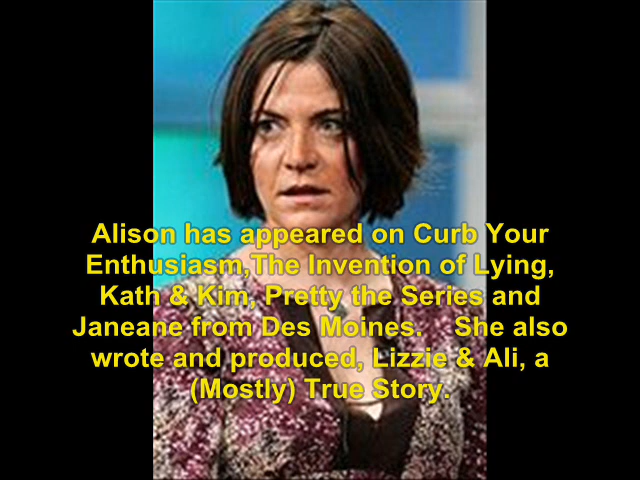 Alison has appeared on Curb Your
Enthusiasm,The Invention of Lying,
Kath & Kim, Pretty the Series and
Janeane from Des Moines.    She also
wrote and produced, Lizzie & Ali, a
(Mostly) True Story.